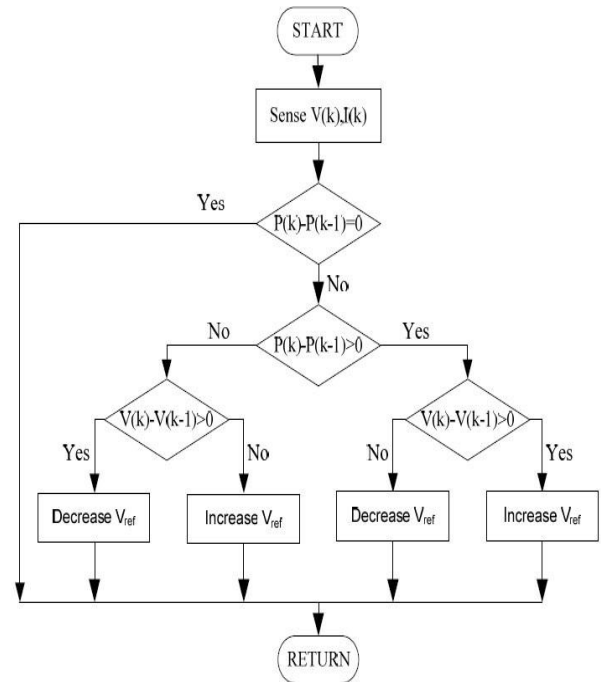 START
Sense V(k),I(k)
Yes
P(k)-P(k-1)=0
No
No
P(k)-P(k-1)>0
Yes
V(k)-V(k-1)>0
V(k)-V(k-1)>0
Yes
No
No
Yes
Decrease Vref
Increase Vref
Decrease Vref
Increase Vref
RETURN